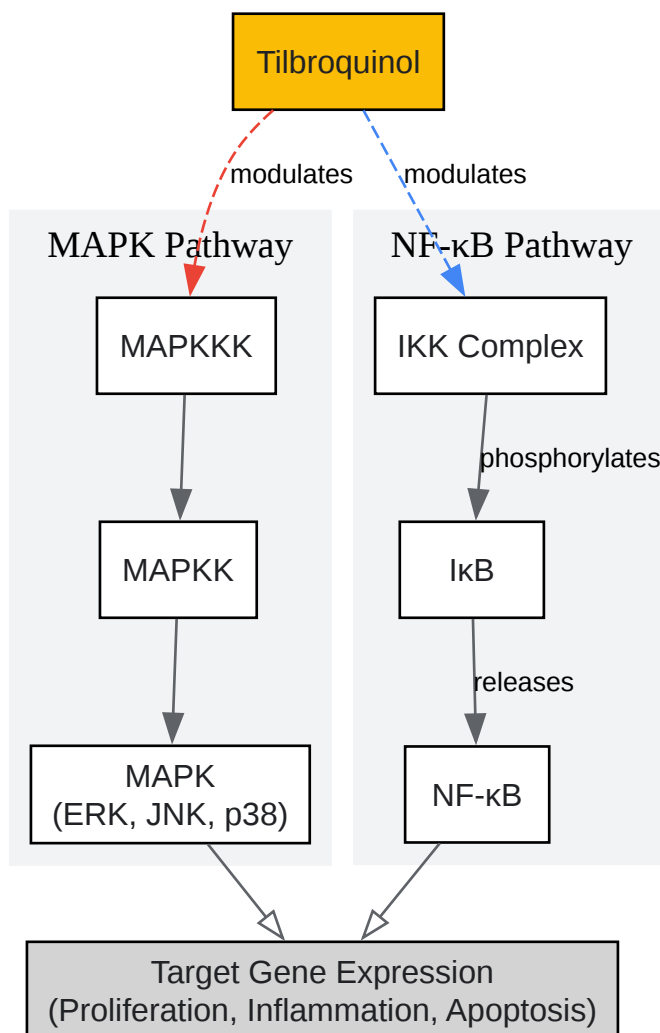 Tilbroquinol
modulates
modulates
MAPK Pathway
NF-κB Pathway
MAPKKK
IKK Complex
phosphorylates
MAPKK
IκB
releases
MAPK
(ERK, JNK, p38)
NF-κB
Target Gene Expression
(Proliferation, Inflammation, Apoptosis)